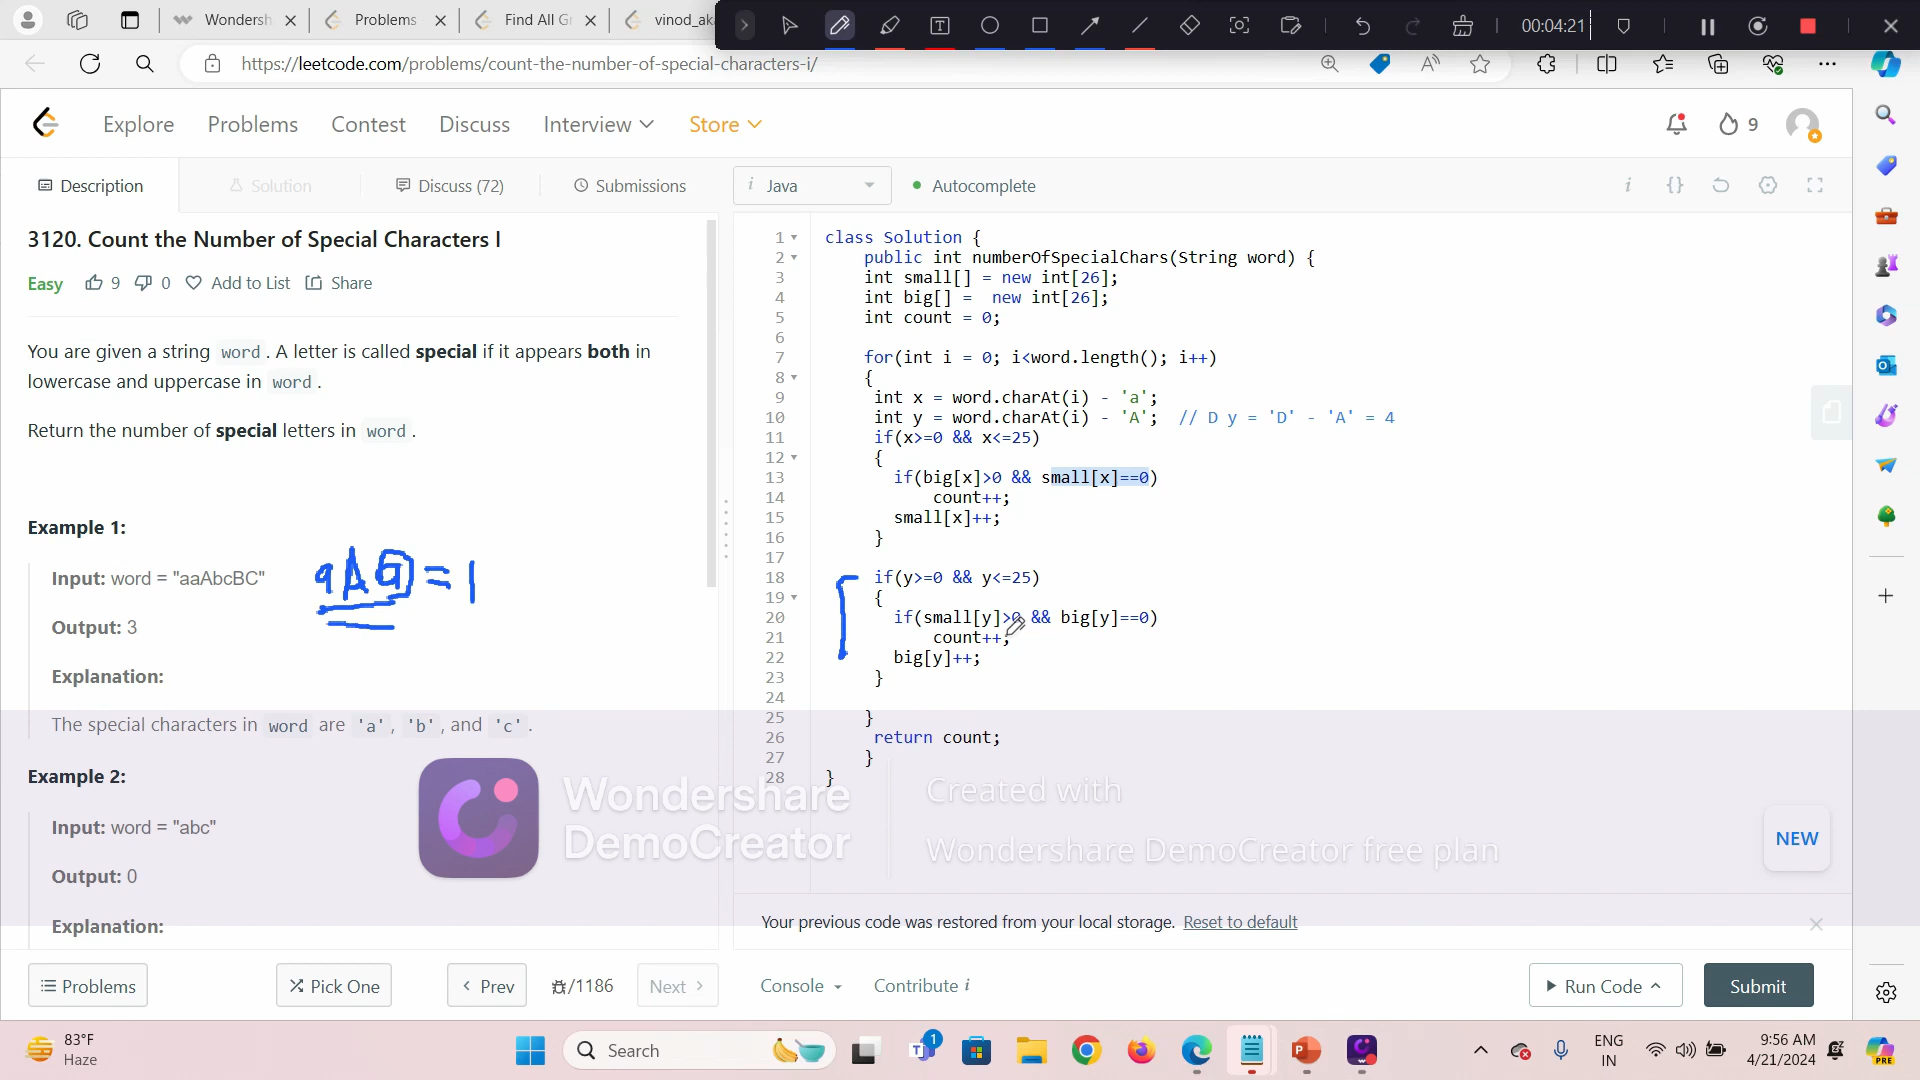 Wondersh
Problems
Find All G
vinod_aka
00:04:21
https://leetcode.com/problems/count-the-number-of-special-characters-i/
Explore Problems Contest Discuss Interview Store
9
Description
Solution
Discuss (72)
Submissions
i Java
Autocomplete
3120. Count the Number of Special Characters I
Easy 9 0 Add to List Share
You are given a string word. A letter is called special if it appears both in
lowercase and uppercase in word.
Return the number of special letters in word.
Example 1:
Input: word = "aaAbcBC"
Output: 3
Explanation:
The special characters in word are 'a', 'b', and 'c'.
Example 2:
Input: word = "abc"
Output: 0
Explanation:
1 class Solution {
2 public int numberOfSpecialChars(String word) {
3 int small[] = new int[26];
4 int big[] =  new int[26];
5 int count = 0;
6
7 for(int i = 0; i<word.length(); i++)
8 {
9 int x = word.charAt(i) - 'a';
10 int y = word.charAt(i) - 'A';  // D y = 'D' - 'A' = 4
11 if(x>=0 && x<=25)
12 {
13 if(big[x]>0 && small[x]==0)
14 count++;
15 small[x]++;
16 }
17
18 if(y>=0 && y<=25)
19 {
20 if(small[y]>0 && big[y]==0)
21 count++;
22 big[y]++;
23 }
24
25 }
26 return count;
27 }
28 }
Wondershare
DemoCreator
Created with
Wondershare DemoCreator free plan
NEW
Your previous code was restored from your local storage. Reset to default
Problems
Pick One
Prev
/1186
Next
Console
Contribute i
Run Code
Submit
83°F
Haze
Search
1
ENG
IN
9:56 AM
4/21/2024
PRE